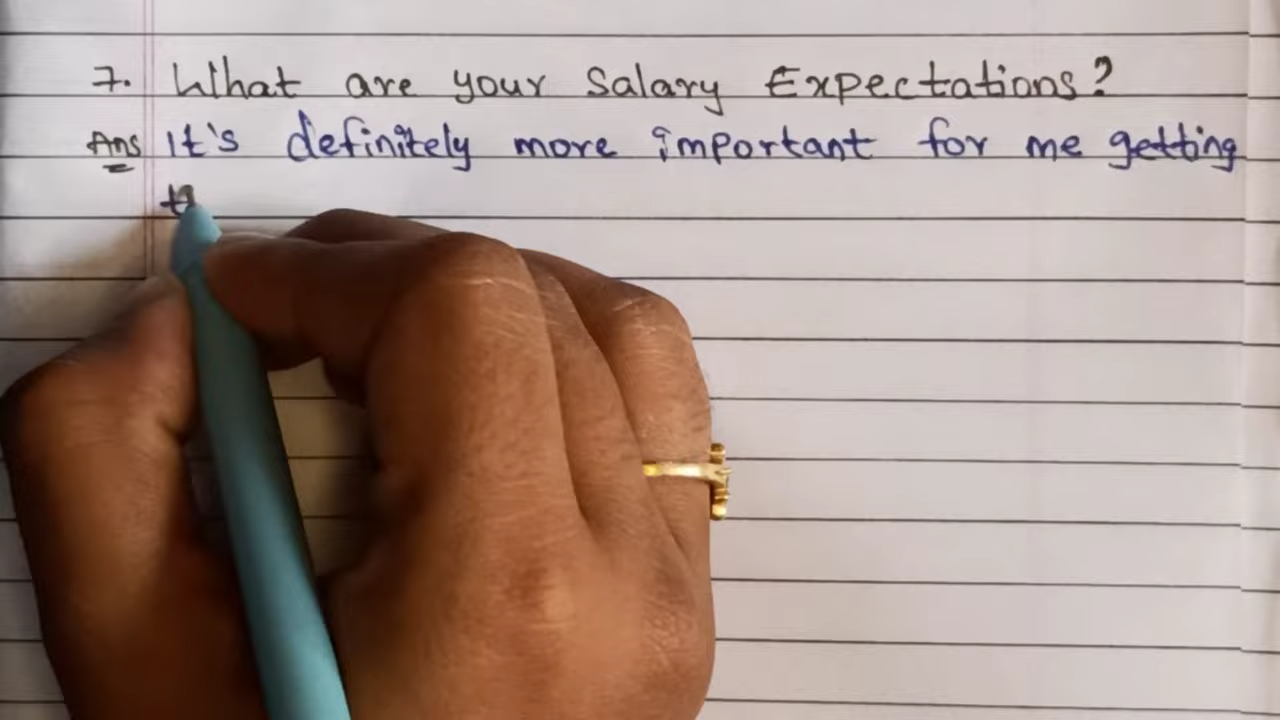 7. What are your Salary Expectations?
Ans It's definitely more important for me getting